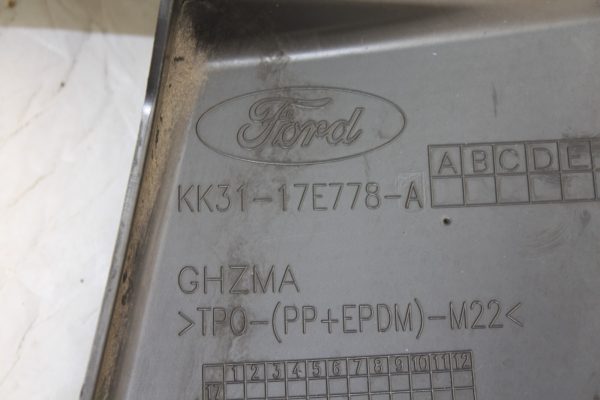 Ford
KK31-17E778-A
A B C D E
GHZMA
>TPO-(PP+EPDM)-M22<
1 2 3 4 5 6 7 8 9 10 11 12
17